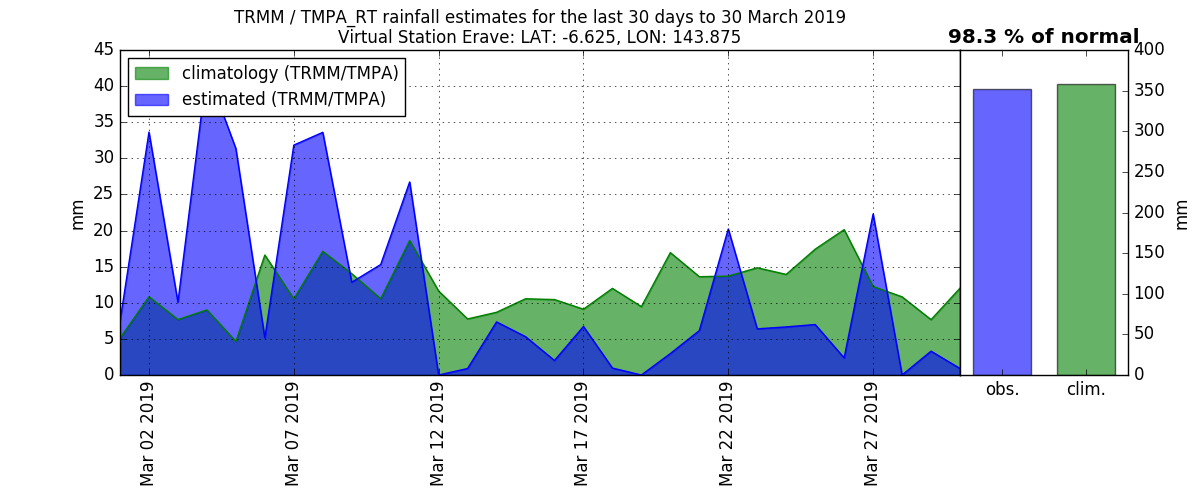 TRMM / TMPA_RT rainfall estimates for the last 30 days to 30 March 2019
Virtual Station Erave: LAT: -6.625, LON: 143.875
98.3 % of normal
climatology (TRMM/TMPA)
estimated (TRMM/TMPA)
mm
45
40
35
30
25
20
15
10
5
0
Mar 02 2019
Mar 07 2019
Mar 12 2019
Mar 17 2019
Mar 22 2019
Mar 27 2019
obs.
clim.
400
350
300
250
200
150
100
50
0
mm